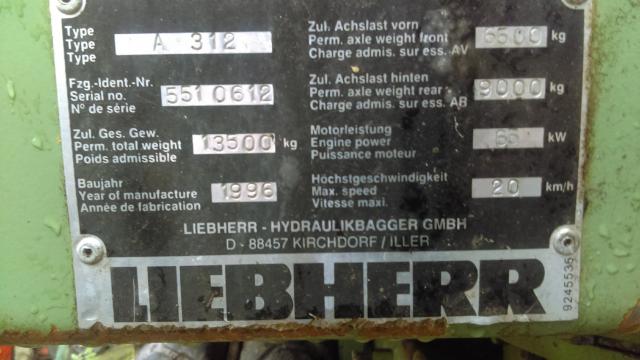 Type
Type A 312
Type
Fzg.-Ident.-Nr.
Serial no. 5510612
N° de série
Zul. Ges. Gew.
Perm. total weight 13500 kg
Poids admissible
Baujahr
Year of manufacture 1996
Année de fabrication
Zul. Achslast vorn
Perm. axle weight front 6500 kg
Charge admis. sur ess. AV
Zul. Achslast hinten
Perm. axle weight rear 9000 kg
Charge admis. sur ess. AB
Motorleistung
Engine power kW
Puissance moteur
Höchstgeschwindigkeit
Max. speed 20 km/h
Vitesse maxi.
LIEBHERR - HYDRAULIKBAGGER GMBH
D - 88457 KIRCHDORF / ILLER
LIEBHERR
9245535